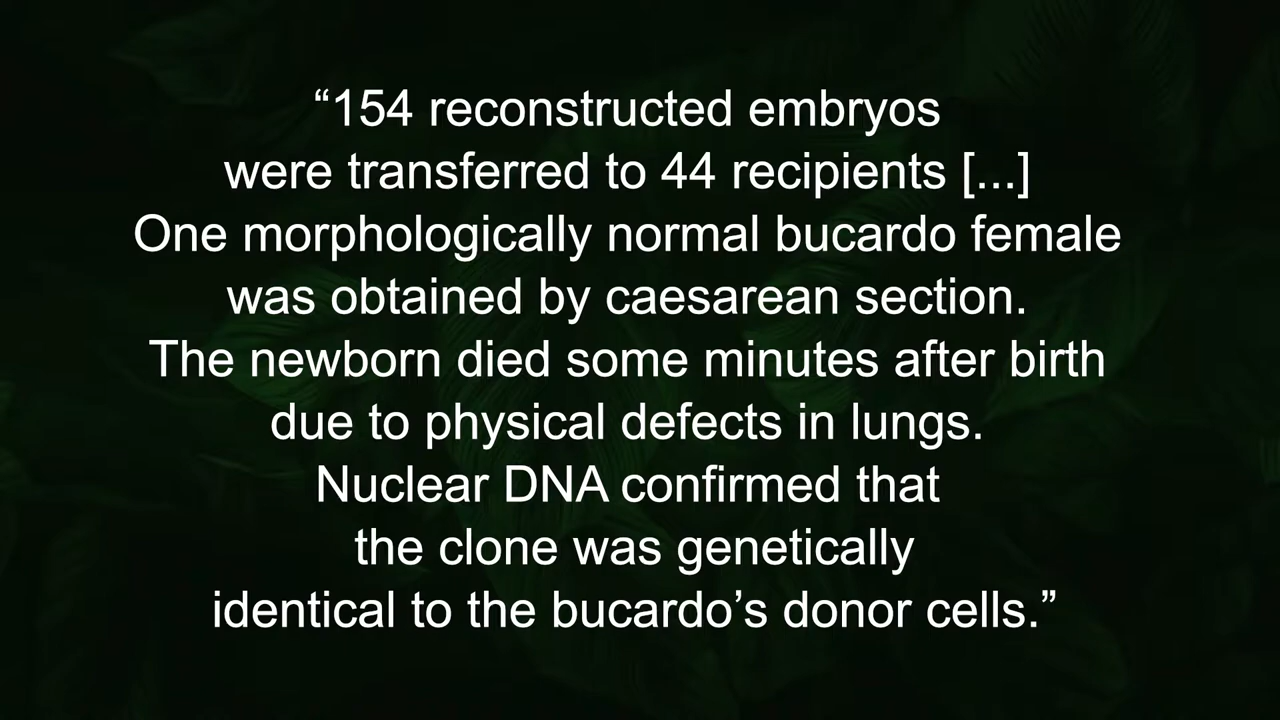 “154 reconstructed embryos
were transferred to 44 recipients [...]
One morphologically normal bucardo female
was obtained by caesarean section.
The newborn died some minutes after birth
due to physical defects in lungs.
Nuclear DNA confirmed that
the clone was genetically
identical to the bucardo’s donor cells.”